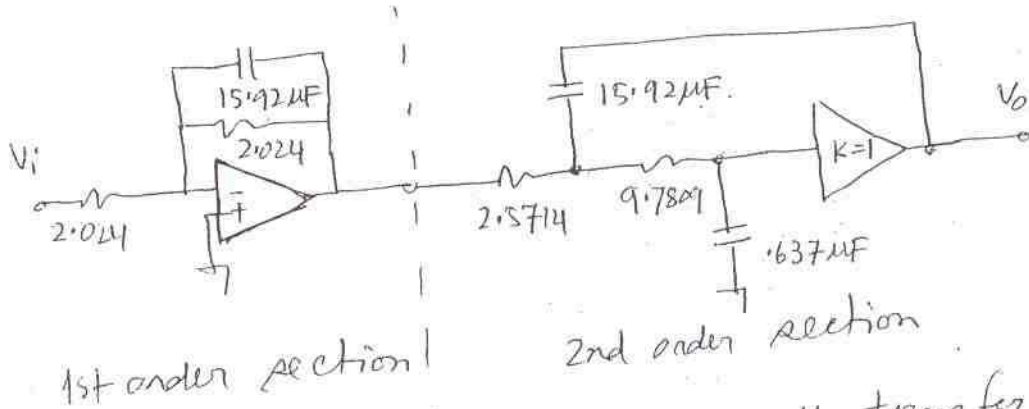 15.92µF
2.024
Vi
2.024
15.92µF.
Vo
K=1
2.5714
9.7809
.637µF
1st order section
2nd order section
transfer